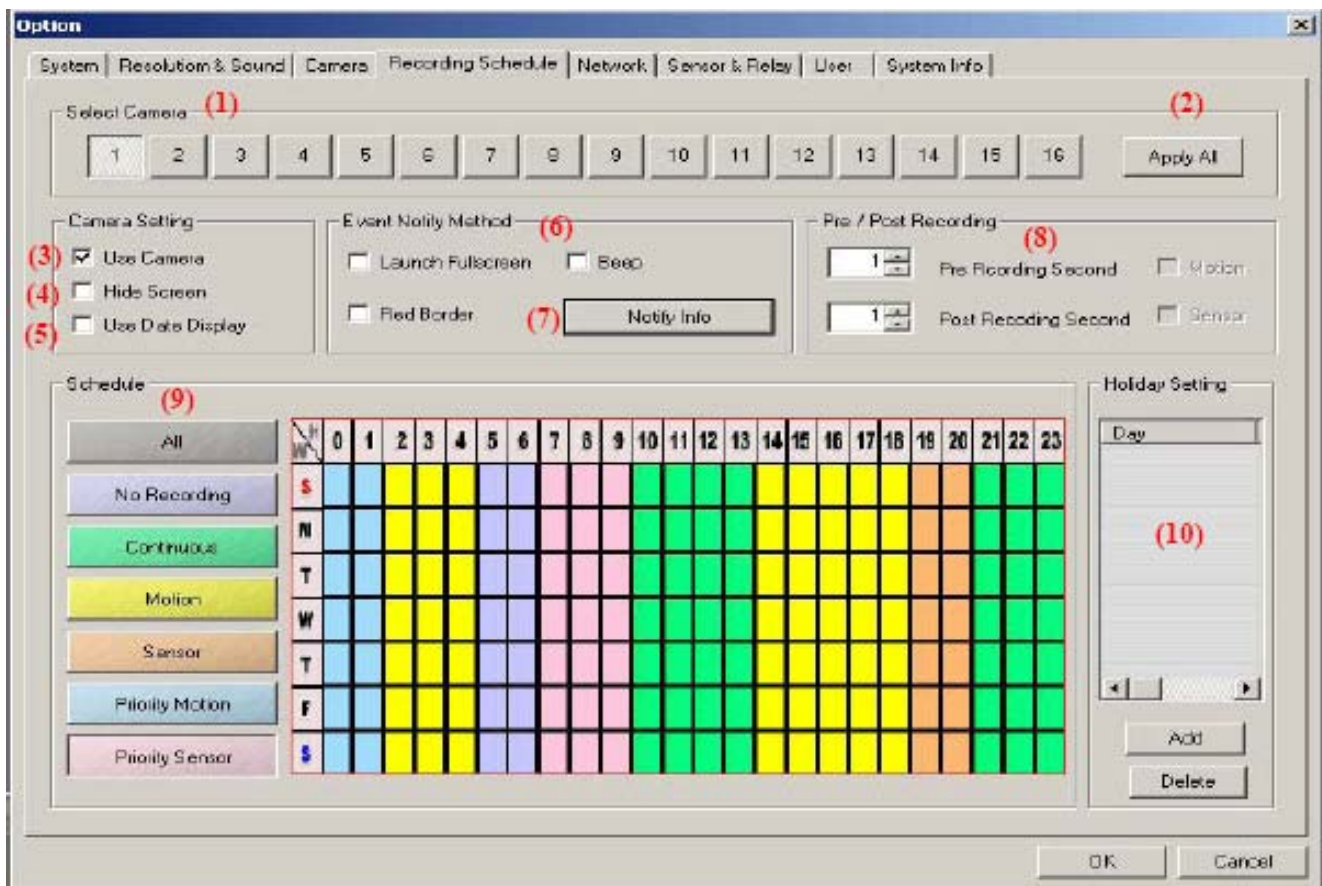 Option
System Resolutiom & Sound Camera Recording Schedule Network Sensor & Relay User System Info
Select Camera (1) (2)
1 2 3 4 5 6 7 8 9 10 11 12 13 14 15 16 Apply All
Camera Setting Event Notify Method (6) Pre / Post Recording (8)
(3) Use Camera Launch Fullscreen Beep 1 Pre Rcording Second Motion
(4) Hide Screen
(5) Use Date Display Red Border (7) Notify Info 1 Post Recoding Second Sensor
Schedule (9) Holiday Setting
All W h 0 1 2 3 4 5 6 7 8 9 10 11 12 13 14 15 16 17 18 19 20 21 22 23 Day
No Recording S
Continuous M (10)
Motion T
Sensor W
Priority Motion T
Priority Sensor F
S
Add
Delete
OK Cancel